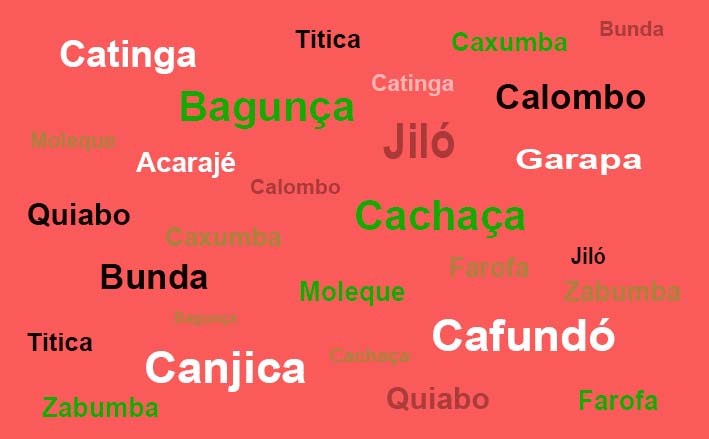 Bunda
Titica
Caxumba
Catinga
Catinga
Calombo
Bagunça
Moleque
Jiló
Acarajé
Garapa
Calombo
Quiabo
Cachaça
Caxumba
Jiló
Farofa
Bunda
Moleque
Zabumba
Bagunça
Titica
Cafundó
Cachaça
Canjica
Quiabo
Zabumba
Farofa